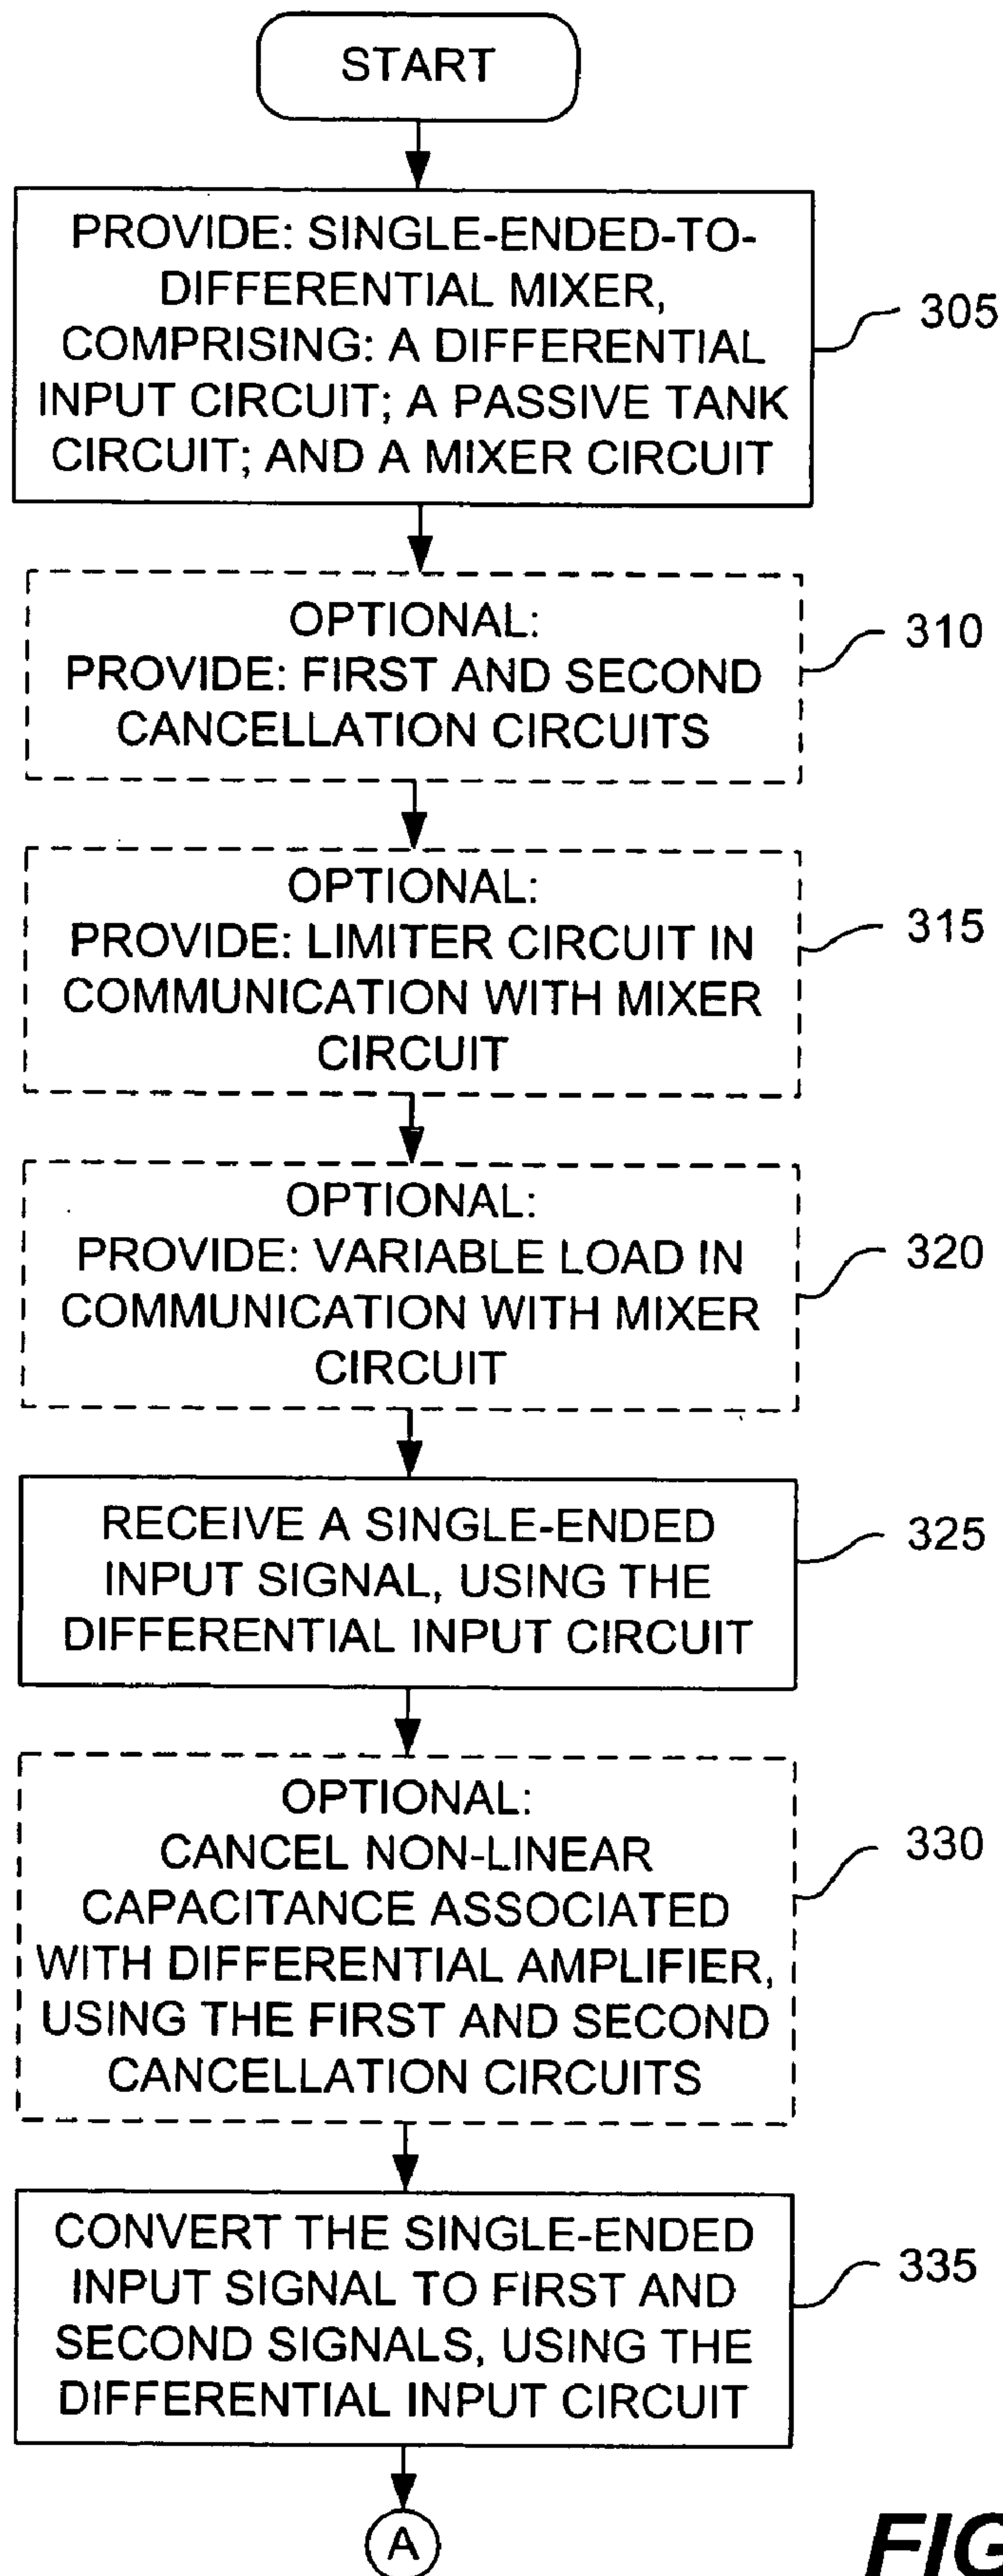 START
PROVIDE: SINGLE-ENDED-TO-
DIFFERENTIAL MIXER,
COMPRISING: A DIFFERENTIAL
INPUT CIRCUIT; A PASSIVE TANK
CIRCUIT; AND A MIXER CIRCUIT
305
OPTIONAL:
PROVIDE: FIRST AND SECOND
CANCELLATION CIRCUITS
310
OPTIONAL:
PROVIDE: LIMITER CIRCUIT IN
COMMUNICATION WITH MIXER
CIRCUIT
315
OPTIONAL:
PROVIDE: VARIABLE LOAD IN
COMMUNICATION WITH MIXER
CIRCUIT
320
RECEIVE A SINGLE-ENDED
INPUT SIGNAL, USING THE
DIFFERENTIAL INPUT CIRCUIT
325
OPTIONAL:
CANCEL NON-LINEAR
CAPACITANCE ASSOCIATED
WITH DIFFERENTIAL AMPLIFIER,
USING THE FIRST AND SECOND
CANCELLATION CIRCUITS
330
CONVERT THE SINGLE-ENDED
INPUT SIGNAL TO FIRST AND
SECOND SIGNALS, USING THE
DIFFERENTIAL INPUT CIRCUIT
335
A
FIG